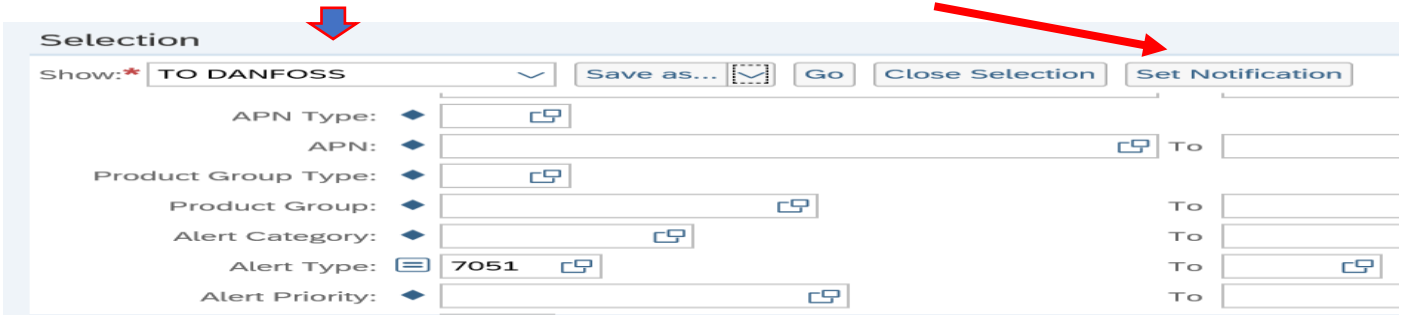 Selection
Show:* TO DANFOSS Save as... Go Close Selection Set Notification
APN Type:
APN: To
Product Group Type:
Product Group: To
Alert Category: To
Alert Type: 7051 To
Alert Priority: To